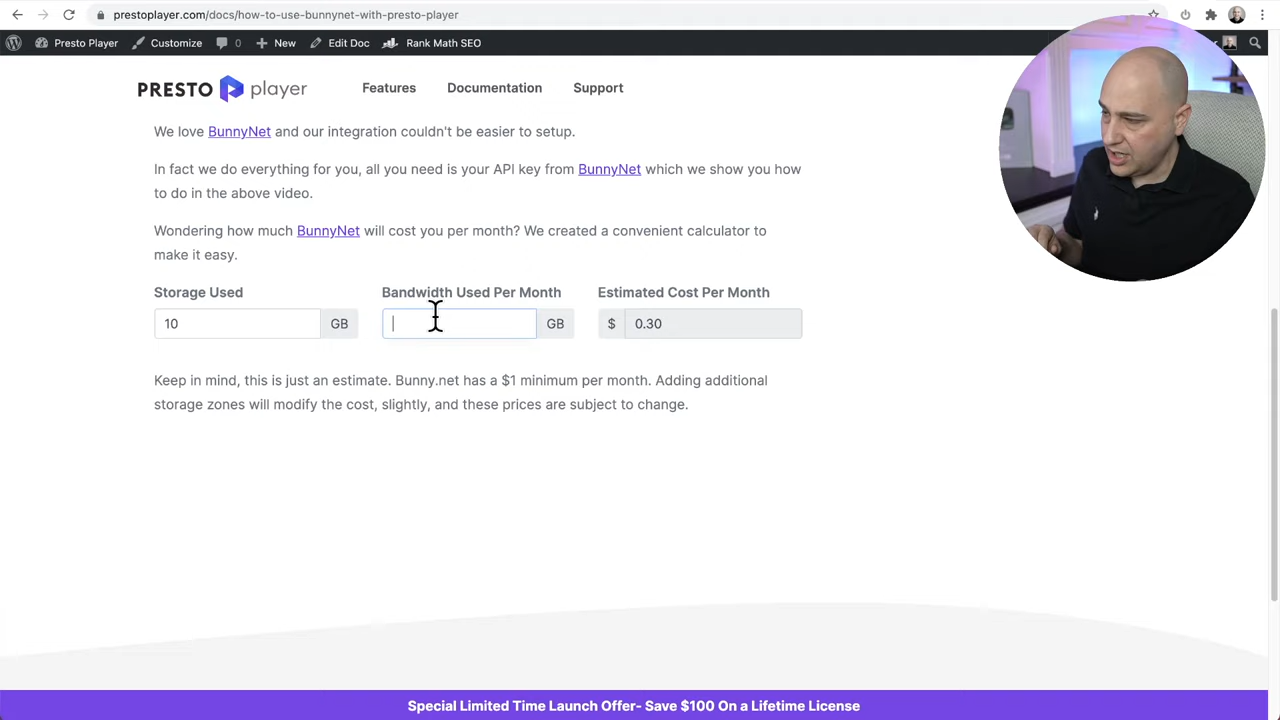 prestoplayer.com/docs/how-to-use-bunnynet-with-presto-player
Presto Player Customize 0 New Edit Doc Rank Math SEO
PRESTO player Features Documentation Support
We love BunnyNet and our integration couldn't be easier to setup.
In fact we do everything for you, all you need is your API key from BunnyNet which we show you how
to do in the above video.
Wondering how much BunnyNet will cost you per month? We created a convenient calculator to
make it easy.
Storage Used Bandwidth Used Per Month Estimated Cost Per Month
10 GB GB $ 0.30
Keep in mind, this is just an estimate. Bunny.net has a $1 minimum per month. Adding additional
storage zones will modify the cost, slightly, and these prices are subject to change.
Special Limited Time Launch Offer- Save $100 On a Lifetime License